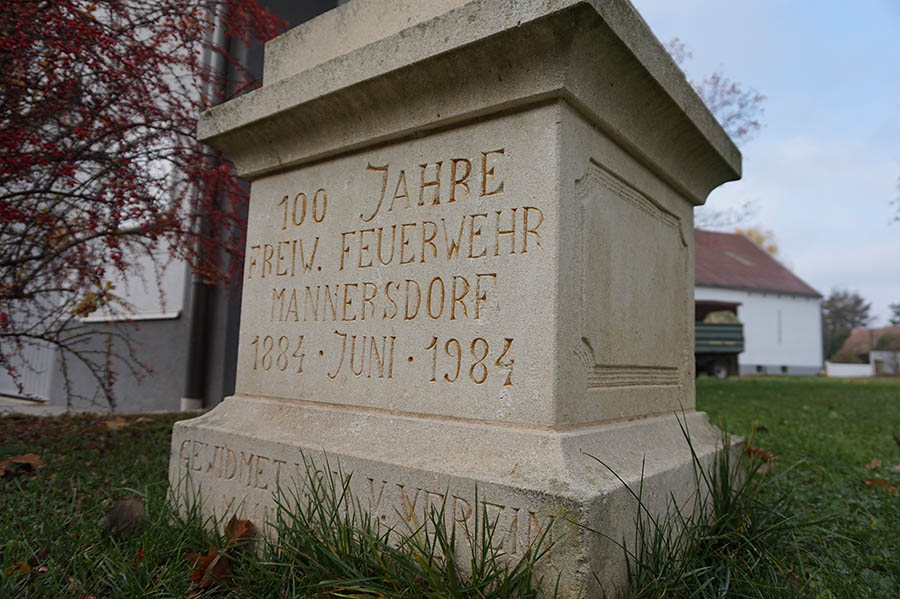 100 JAHRE
FREIW. FEUERWEHR
MANNERSDORF
1884 · JUNI · 1984
GEWIDMET V. VEREIN